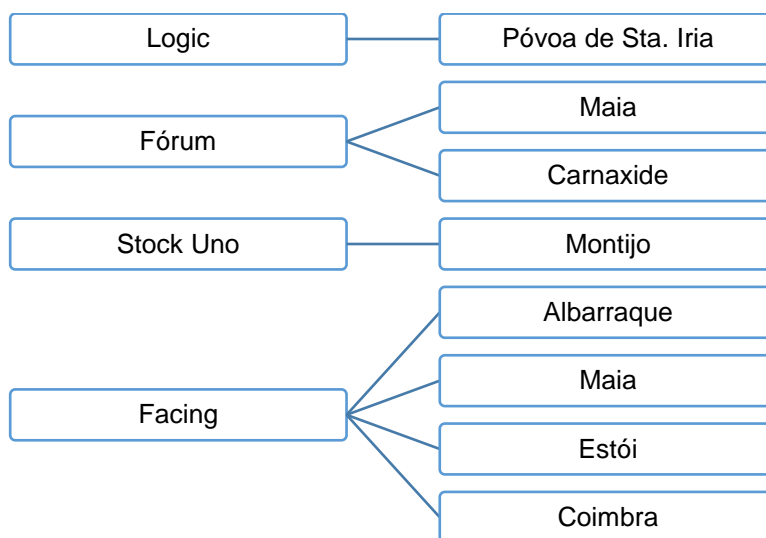 Logic
Póvoa de Sta. Iria
Fórum
Maia
Carnaxide
Stock Uno
Montijo
Facing
Albarraque
Maia
Estói
Coimbra